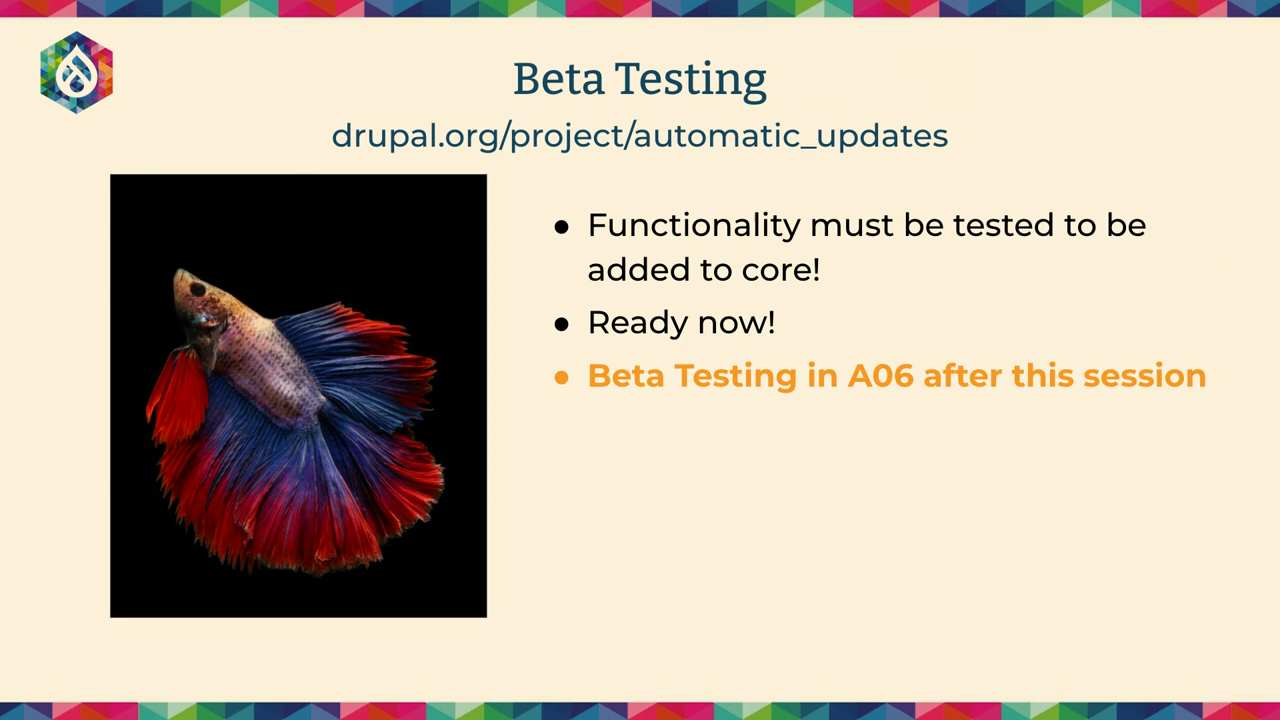 Beta Testing
drupal.org/project/automatic_updates
● Functionality must be tested to be
added to core!
● Ready now!
● Beta Testing in A06 after this session